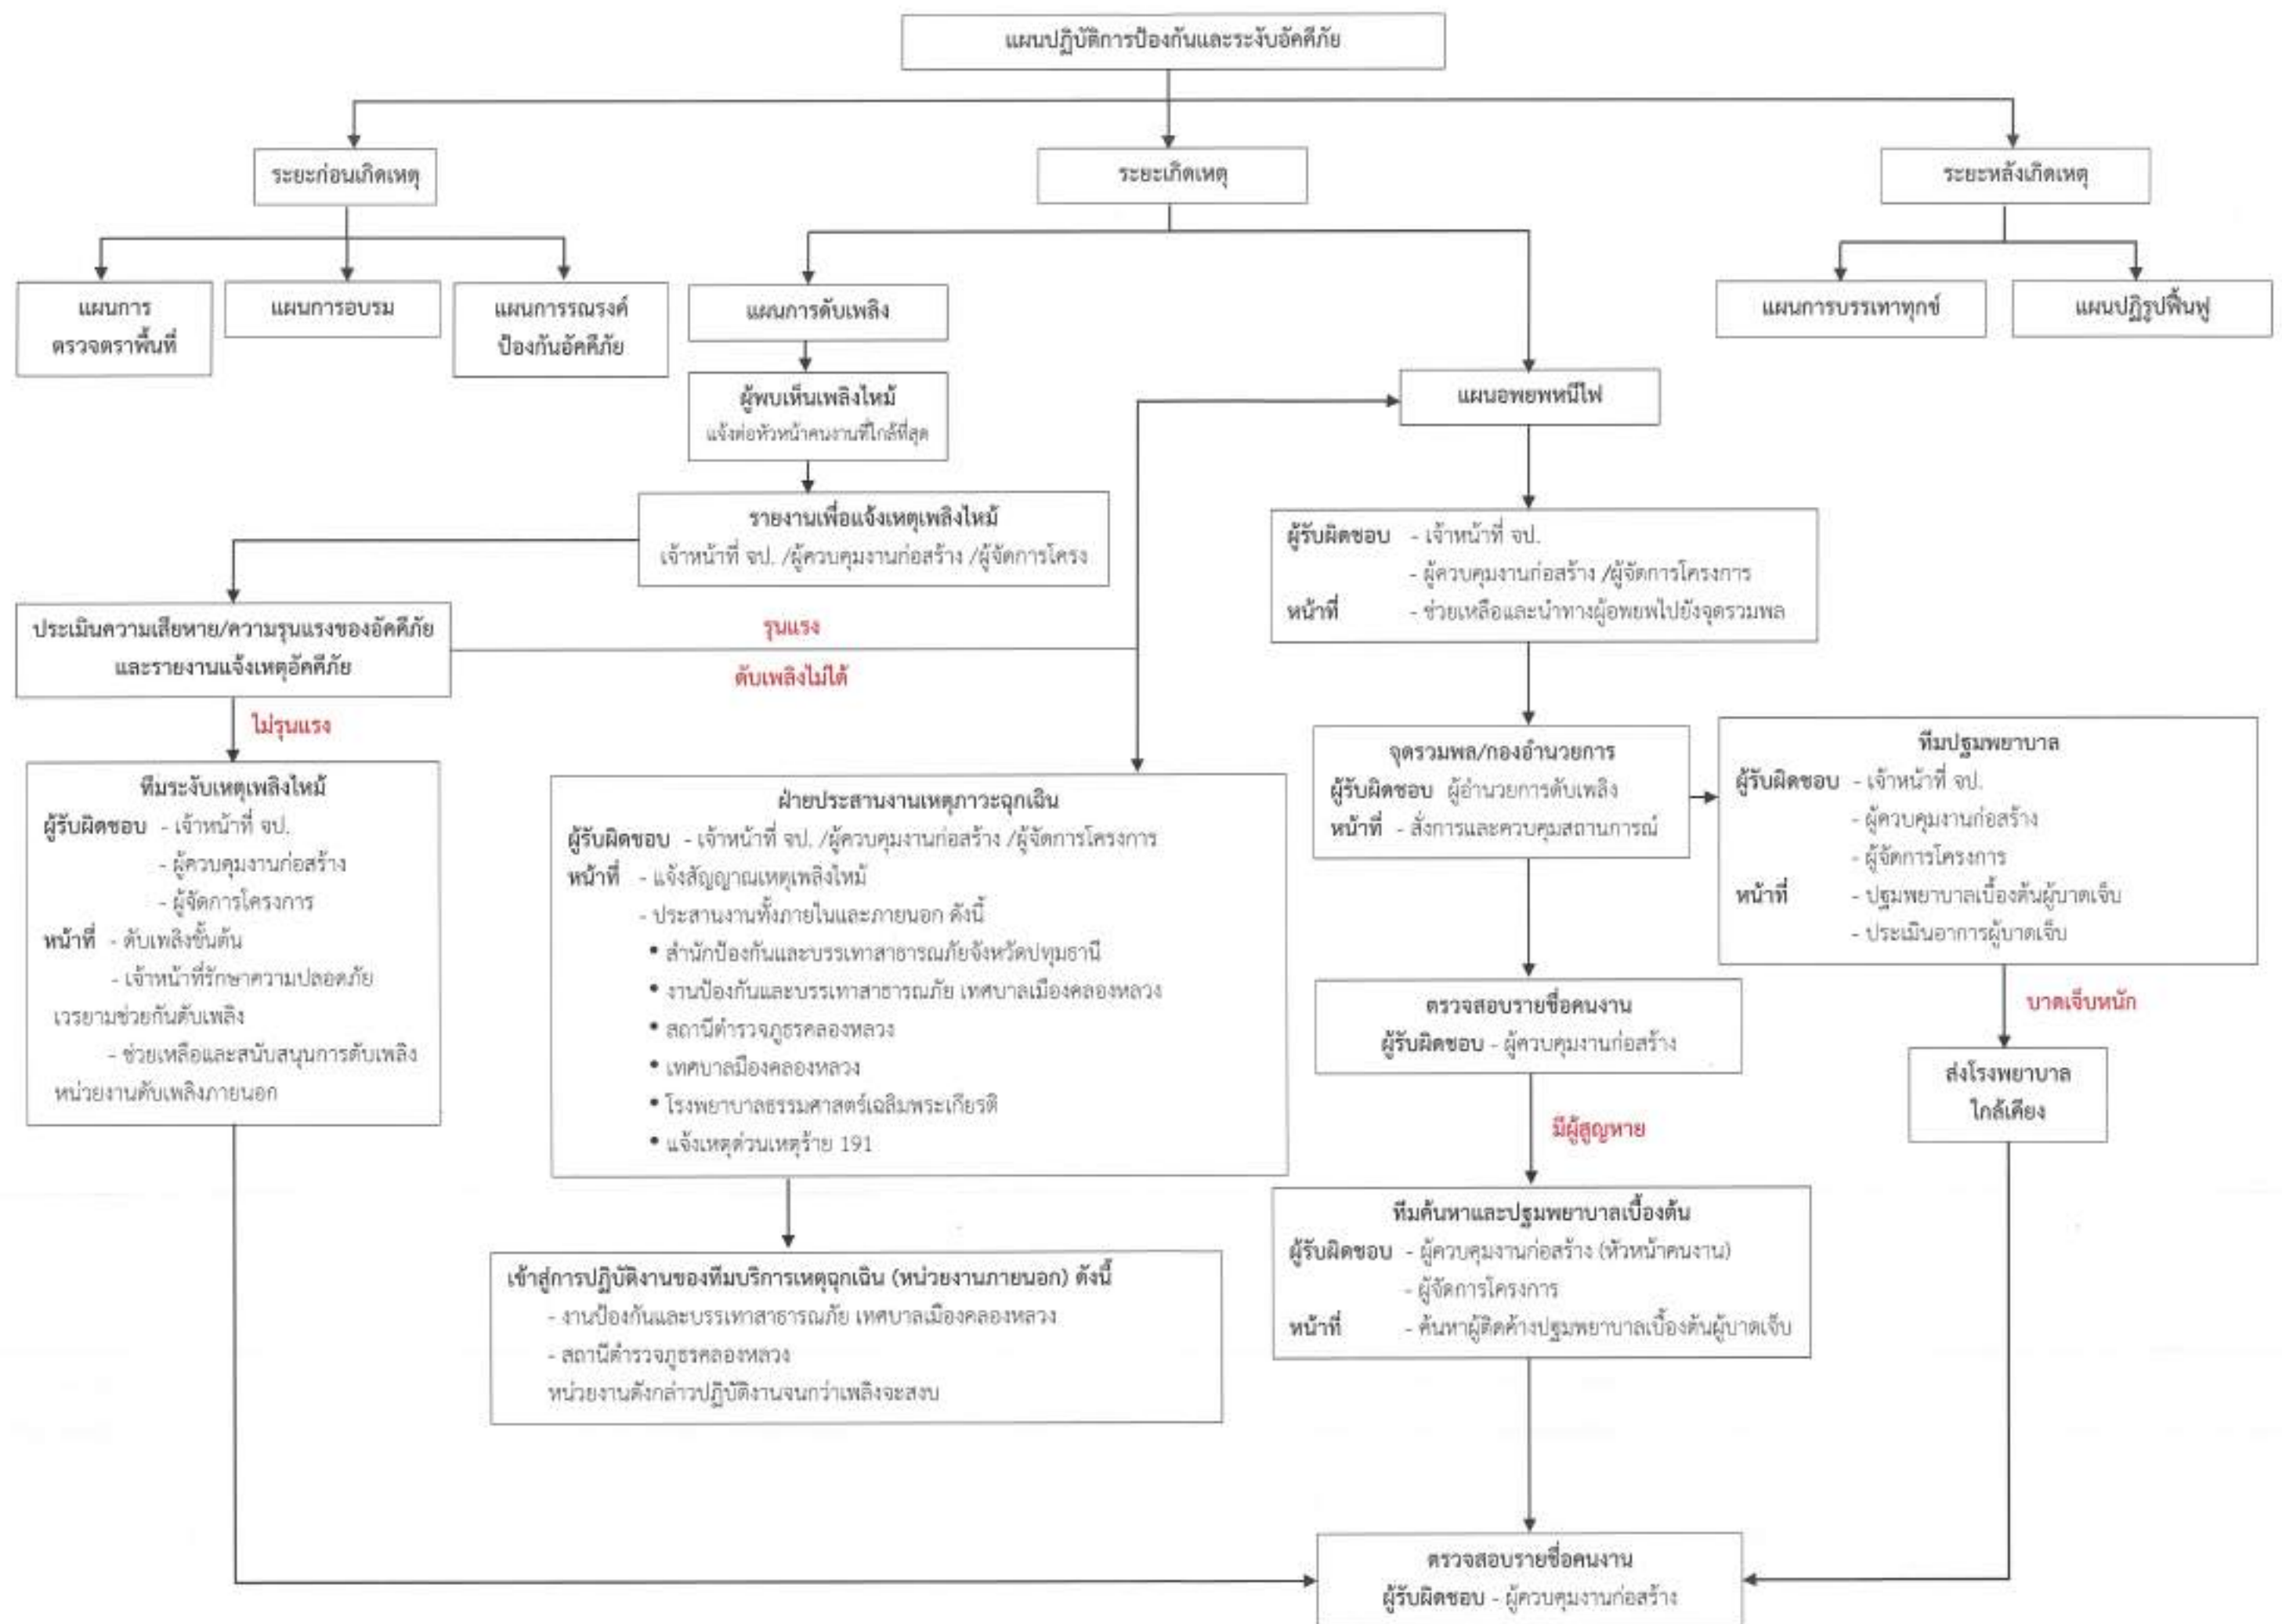 แผนปฏิบัติการป้องกันและระงับอัคคีภัย
ระยะก่อนเกิดเหตุ
ระยะเกิดเหตุ
ระยะหลังเกิดเหตุ
แผนการ
ตรวจตราพื้นที่
แผนการอบรม
แผนการรณรงค์
ป้องกันอัคคีภัย
แผนการดับเพลิง
แผนการบรรเทาทุกข์
แผนปฏิรูปฟื้นฟู
ผู้พบเห็นเพลิงไหม้
แจ้งต่อหัวหน้าคนงานที่ใกล้ที่สุด
แผนอพยพหนีไฟ
รายงานเพื่อแจ้งเหตุเพลิงไหม้
เจ้าหน้าที่ จป. /ผู้ควบคุมงานก่อสร้าง /ผู้จัดการโครง
ผู้รับผิดชอบ - เจ้าหน้าที่ จป.
- ผู้ควบคุมงานก่อสร้าง /ผู้จัดการโครงการ
หน้าที่ - ช่วยเหลือและนำทางผู้อพยพไปยังจุดรวมพล
ประเมินความเสียหาย/ความรุนแรงของอัคคีภัย
และรายงานแจ้งเหตุอัคคีภัย
รุนแรง
ดับเพลิงไม่ได้
ไม่รุนแรง
ทีมระงับเหตุเพลิงไหม้
ผู้รับผิดชอบ - เจ้าหน้าที่ จป.
- ผู้ควบคุมงานก่อสร้าง
- ผู้จัดการโครงการ
หน้าที่ - ดับเพลิงขั้นต้น
- เจ้าหน้าที่รักษาความปลอดภัย
เวรยามช่วยกันดับเพลิง
- ช่วยเหลือและสนับสนุนการดับเพลิง
หน่วยงานดับเพลิงภายนอก
ฝ่ายประสานงานเหตุภาวะฉุกเฉิน
ผู้รับผิดชอบ - เจ้าหน้าที่ จป. /ผู้ควบคุมงานก่อสร้าง /ผู้จัดการโครงการ
หน้าที่ - แจ้งสัญญาณเหตุเพลิงไหม้
- ประสานงานทั้งภายในและภายนอก ดังนี้
• สำนักป้องกันและบรรเทาสาธารณภัยจังหวัดปทุมธานี
• งานป้องกันและบรรเทาสาธารณภัย เทศบาลเมืองคลองหลวง
• สถานีตำรวจภูธรคลองหลวง
• เทศบาลมืองคลองหลวง
• โรงพยาบาลธรรมศาสตร์เฉลิมพระเกียรติ
• แจ้งเหตุด่วนเหตุร้าย 191
จุดรวมพล/กองอำนวยการ
ผู้รับผิดชอบ ผู้อำนวยการดับเพลิง
หน้าที่ - สั่งการและควบคุมสถานการณ์
ทีมปฐมพยาบาล
ผู้รับผิดชอบ - เจ้าหน้าที่ จป.
- ผู้ควบคุมงานก่อสร้าง
- ผู้จัดการโครงการ
หน้าที่ - ปฐมพยาบาลเบื้องต้นผู้บาดเจ็บ
- ประเมินอาการผู้บาดเจ็บ
ตรวจสอบรายชื่อคนงาน
ผู้รับผิดชอบ - ผู้ควบคุมงานก่อสร้าง
บาดเจ็บหนัก
ส่งโรงพยาบาล
ใกล้เคียง
มีผู้สูญหาย
ทีมค้นหาและปฐมพยาบาลเบื้องต้น
ผู้รับผิดชอบ - ผู้ควบคุมงานก่อสร้าง (หัวหน้าคนงาน)
- ผู้จัดการโครงการ
หน้าที่ - ค้นหาผู้ติดค้างปฐมพยาบาลเบื้องต้นผู้บาดเจ็บ
เข้าสู่การปฏิบัติงานของทีมบริการเหตุฉุกเฉิน (หน่วยงานภายนอก) ดังนี้
- งานป้องกันและบรรเทาสาธารณภัย เทศบาลเมืองคลองหลวง
- สถานีตำรวจภูธรคลองหลวง
หน่วยงานดังกล่าวปฏิบัติงานจนกว่าเพลิงจะสงบ
ตรวจสอบรายชื่อคนงาน
ผู้รับผิดชอบ - ผู้ควบคุมงานก่อสร้าง